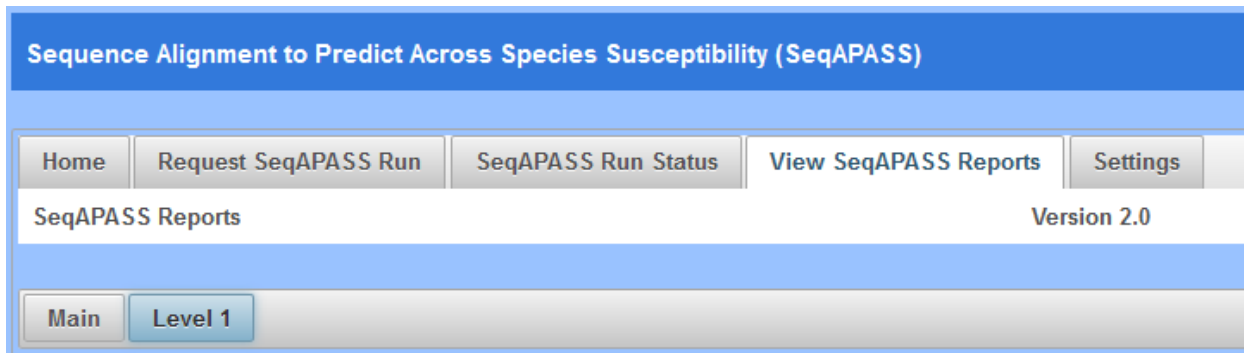 Sequence Alignment to Predict Across Species Susceptibility (SeqAPASS)
Home Request SeqAPASS Run SeqAPASS Run Status View SeqAPASS Reports Settings
SeqAPASS Reports Version 2.0
Main Level 1